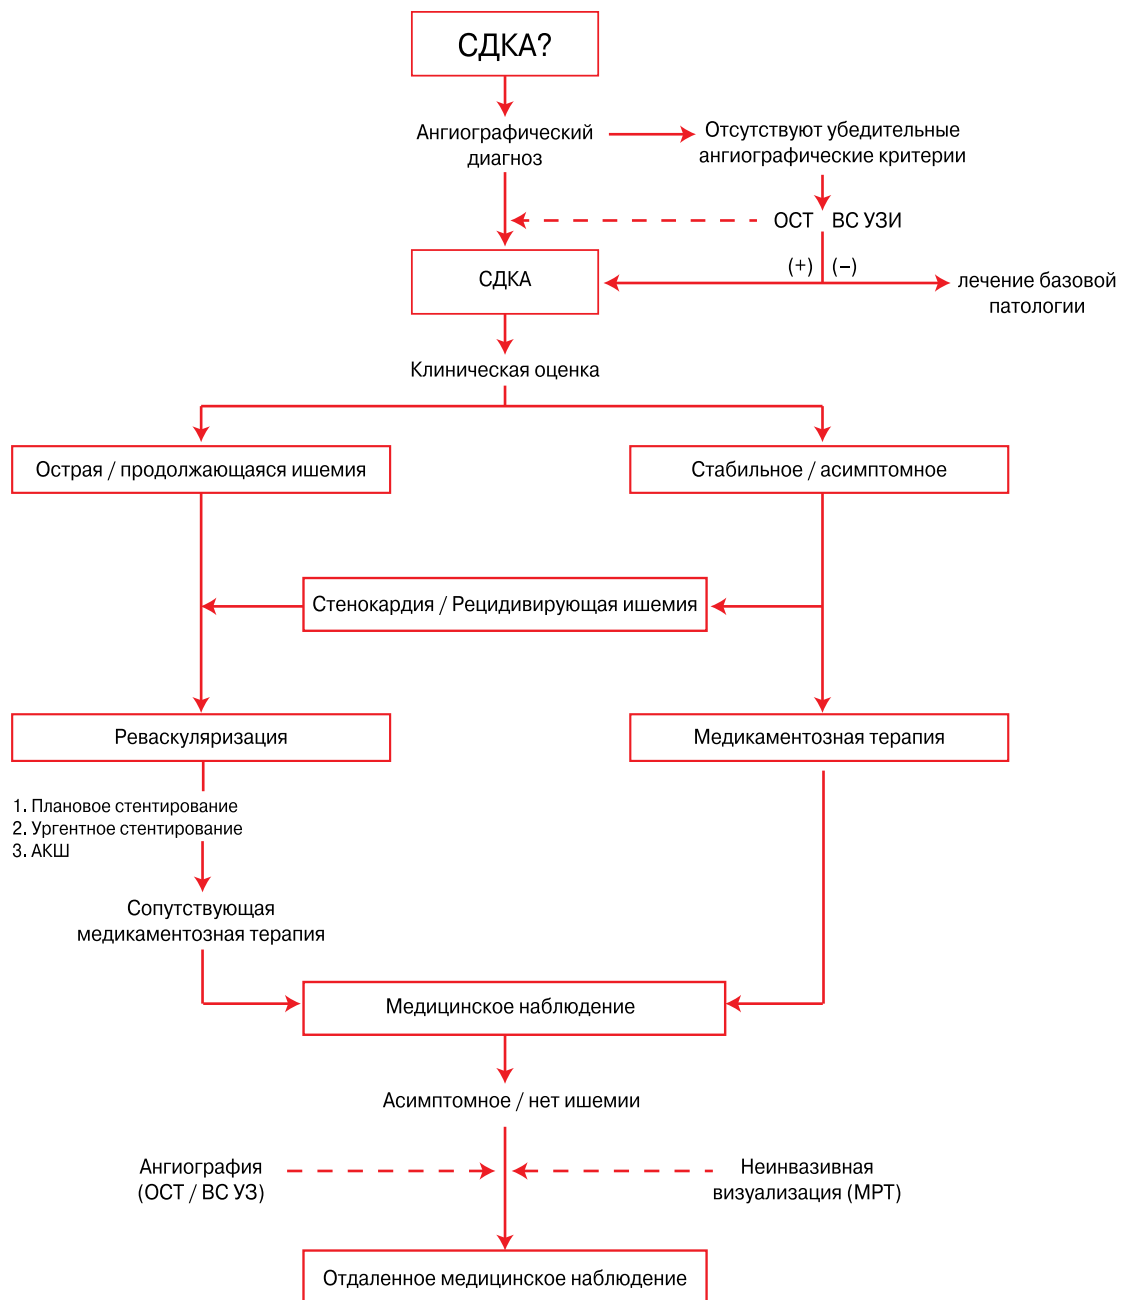 СДКА?
Ангиографический
диагноз
Отсутствуют убедительные
ангиографические критерии
ОСТ ВС УЗИ
(+) (–)
СДКА
лечение базовой
патологии
Клиническая оценка
Острая / продолжающаяся ишемия
Стабильное / асимптомное
Стенокардия / Рецидивирующая ишемия
Реваскуляризация
Медикаментозная терапия
1. Плановое стентирование
2. Ургентное стентирование
3. АКШ
Сопутствующая
медикаментозная терапия
Медицинское наблюдение
Асимптомное / нет ишемии
Ангиография
(ОСТ / ВС УЗ)
Неинвазивная
визуализация (МРТ)
Отдаленное медицинское наблюдение